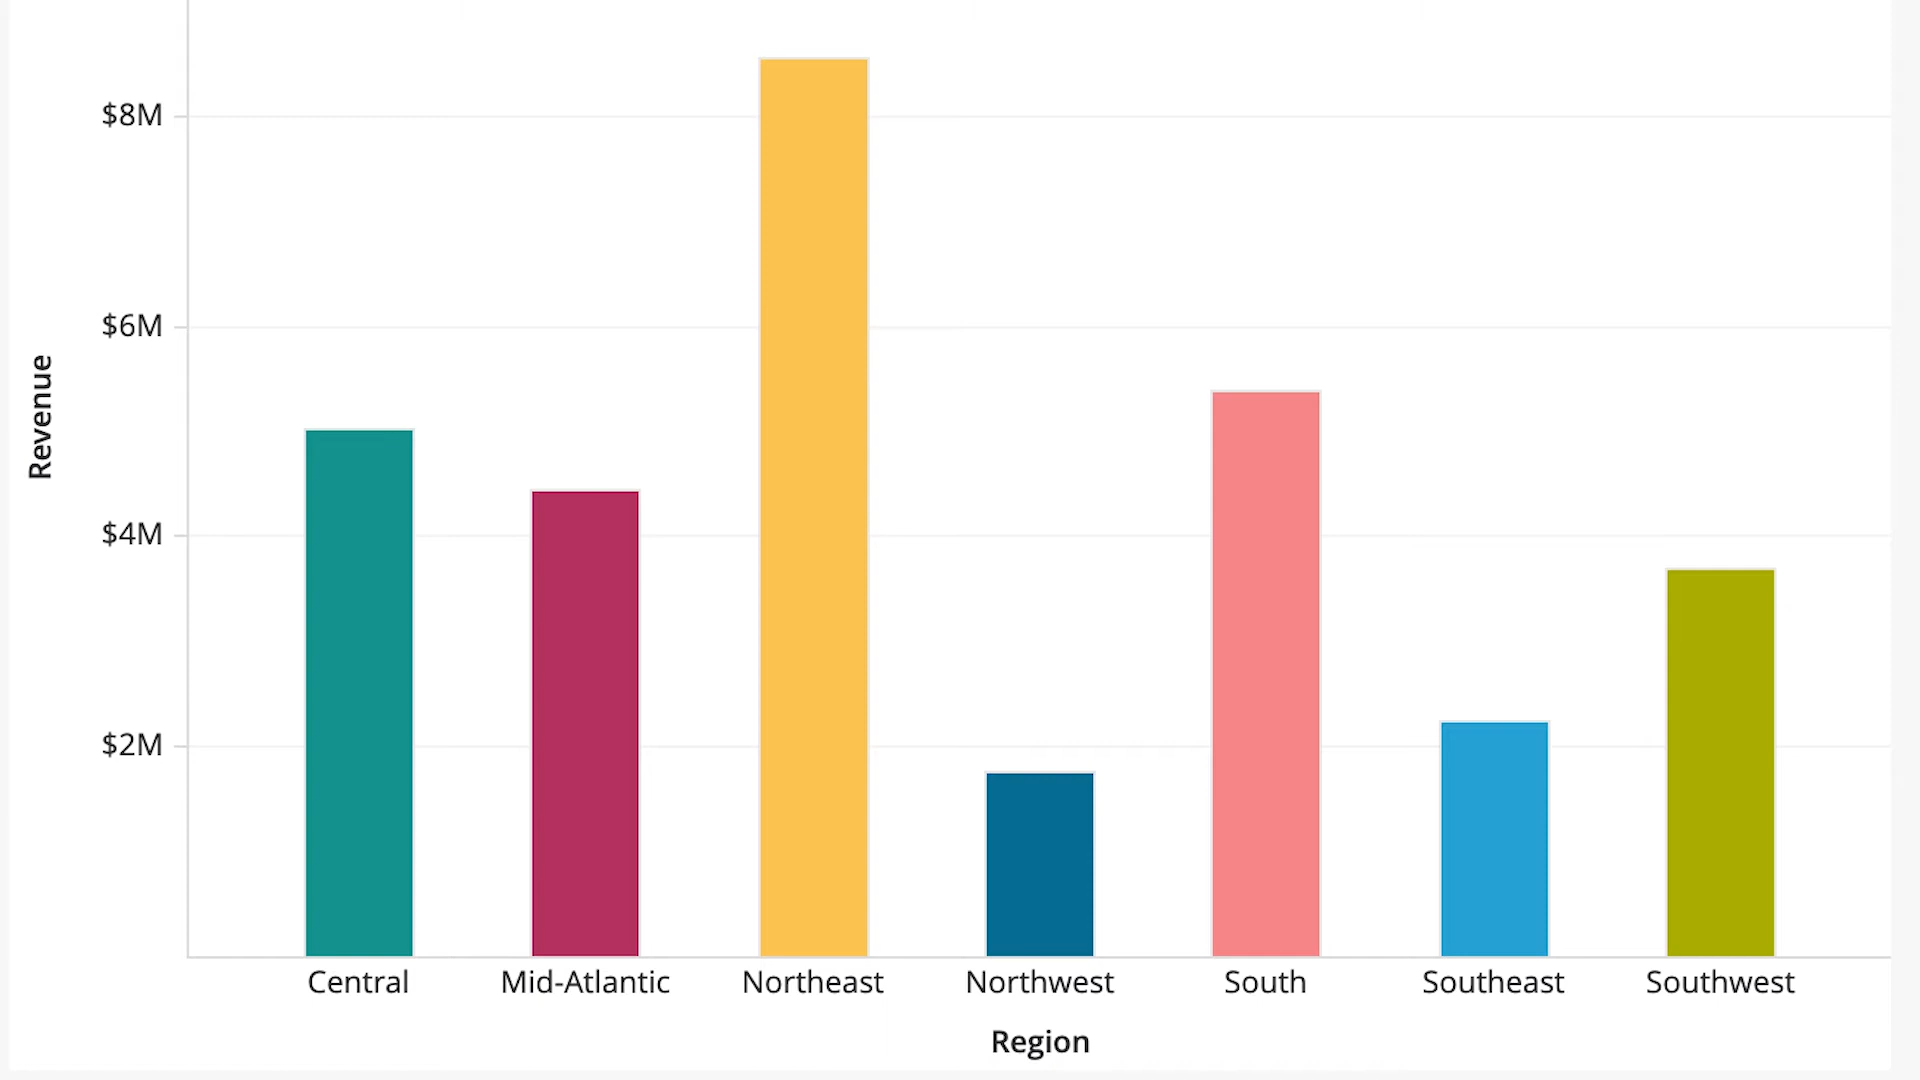 $8M
$6M
$4M
$2M
Revenue
Central Mid-Atlantic Northeast Northwest South Southeast Southwest
Region